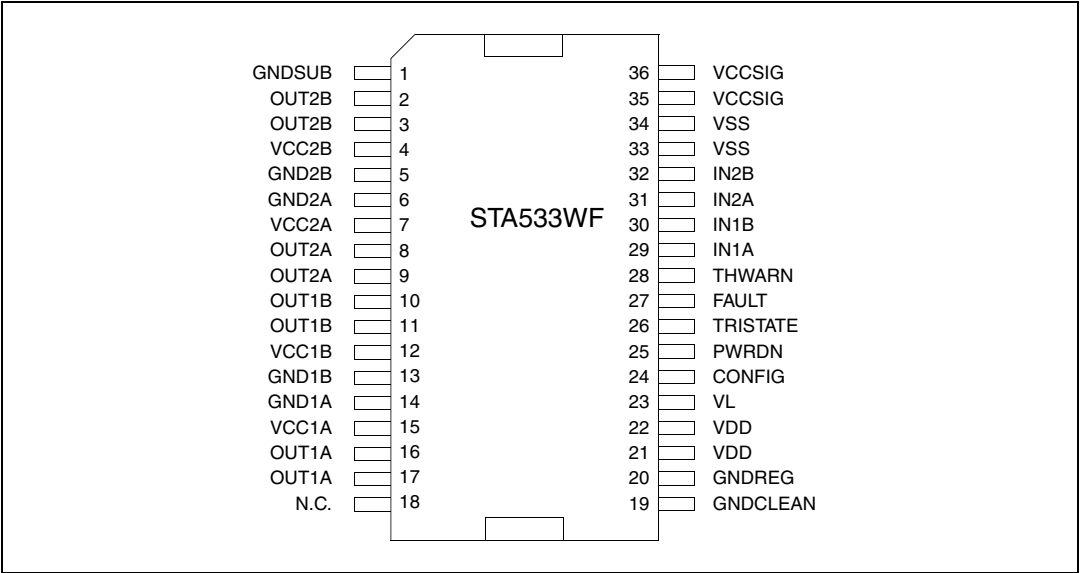 GNDSUB 1 36 VCCSIG
OUT2B 2 35 VCCSIG
OUT2B 3 34 VSS
VCC2B 4 33 VSS
GND2B 5 32 IN2B
GND2A 6 31 IN2A
STA533WF
VCC2A 7 30 IN1B
OUT2A 8 29 IN1A
OUT2A 9 28 THWARN
OUT1B 10 27 FAULT
OUT1B 11 26 TRISTATE
VCC1B 12 25 PWRDN
GND1B 13 24 CONFIG
GND1A 14 23 VL
VCC1A 15 22 VDD
OUT1A 16 21 VDD
OUT1A 17 20 GNDREG
N.C. 18 19 GNDCLEAN